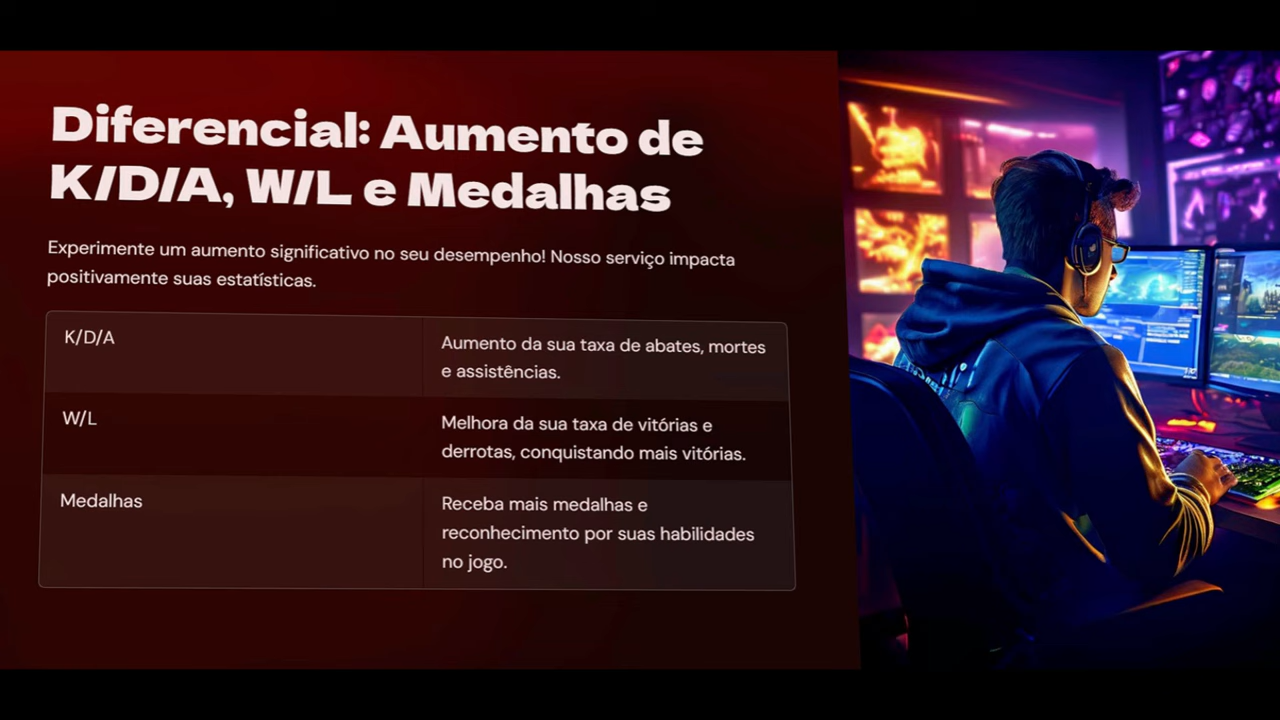 Diferencial: Aumento de
K/D/A, W/L e Medalhas
Experimente um aumento significativo no seu desempenho! Nosso serviço impacta
positivamente suas estatísticas.
K/D/A
Aumento da sua taxa de abates, mortes
e assistências.
W/L
Melhora da sua taxa de vitórias e
derrotas, conquistando mais vitórias.
Medalhas
Receba mais medalhas e
reconhecimento por suas habilidades
no jogo.